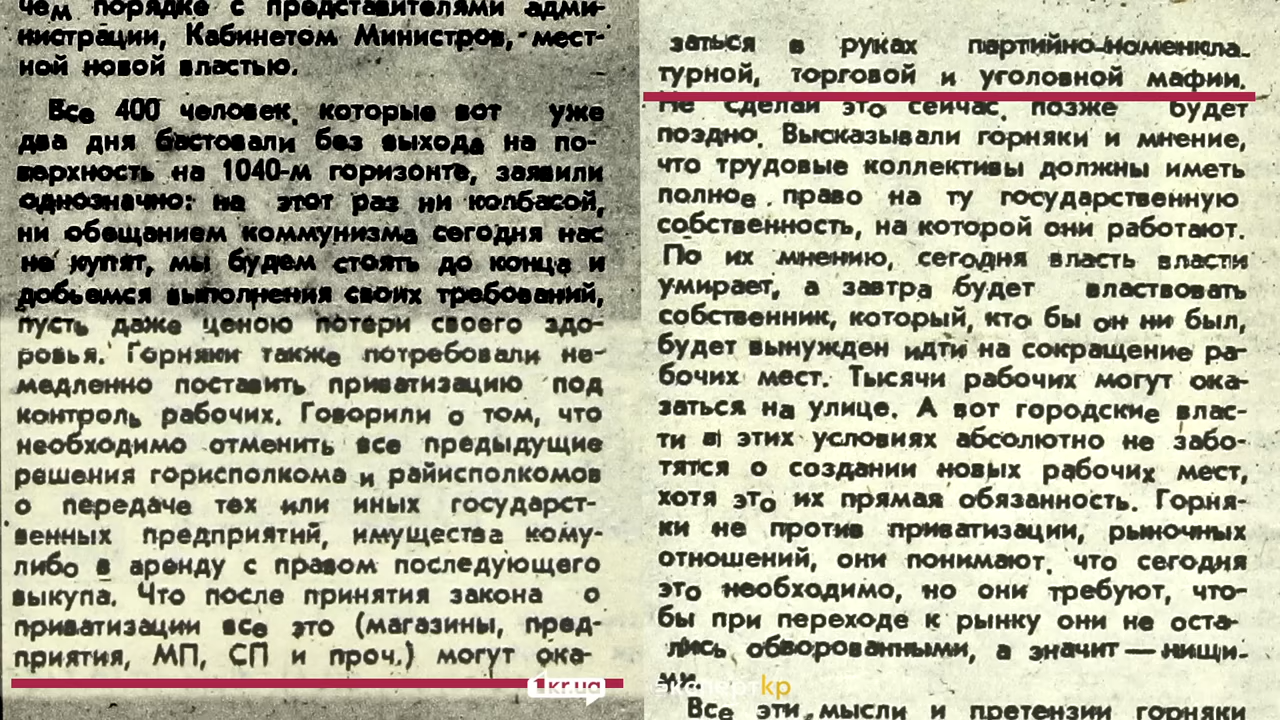 чем порядке с представителями адми-
нистрации, Кабинетом Министров, мест-
ной новой властью.
Все 400 человек, которые вот уже
два дня бастовали без выхода на по-
верхность на 1040-м горизонте, заявили
однозначно: на этот раз ни колбасой,
ни обещанием коммунизма сегодня нас
не купят, мы будем стоять до конца и
добьемся выполнения своих требований,
пусть даже ценою потери своего здо-
ровья. Горняки также потребовали не-
медленно поставить приватизацию под
контроль рабочих. Говорили о том, что
необходимо отменить все предыдущие
решения горисполкома и райисполкомов
о передаче тех или иных государст-
венных предприятий, имущества кому-
либо в аренду с правом последующего
выкупа. Что после принятия закона о
приватизации все это (магазины, пред-
приятия, МП, СП и проч.) могут ока-
1kr.ua
заться в руках партийно-номенкла-
турной, торговой и уголовной мафии.
Не сделай это сейчас, позже будет
поздно. Высказывали горняки и мнение,
что трудовые коллективы должны иметь
полное право на ту государственную
собственность, на которой они работают.
По их мнению, сегодня власть власти
умирает, а завтра будет властвовать
собственник, который, кто бы он ни был,
будет вынужден идти на сокращение ра-
бочих мест. Тысячи рабочих могут ока-
заться на улице. А вот городские влас-
ти в этих условиях абсолютно не забо-
тятся о создании новых рабочих мест,
хотя это их прямая обязанность. Горня-
ки не против приватизации, рыночных
отношений, они понимают, что сегодня
это необходимо, но они требуют, что-
бы при переходе к рынку они не оста-
лись обворованными, а значит — нищи-
ми.
экспертkp
Все эти мысли и претензии горняки